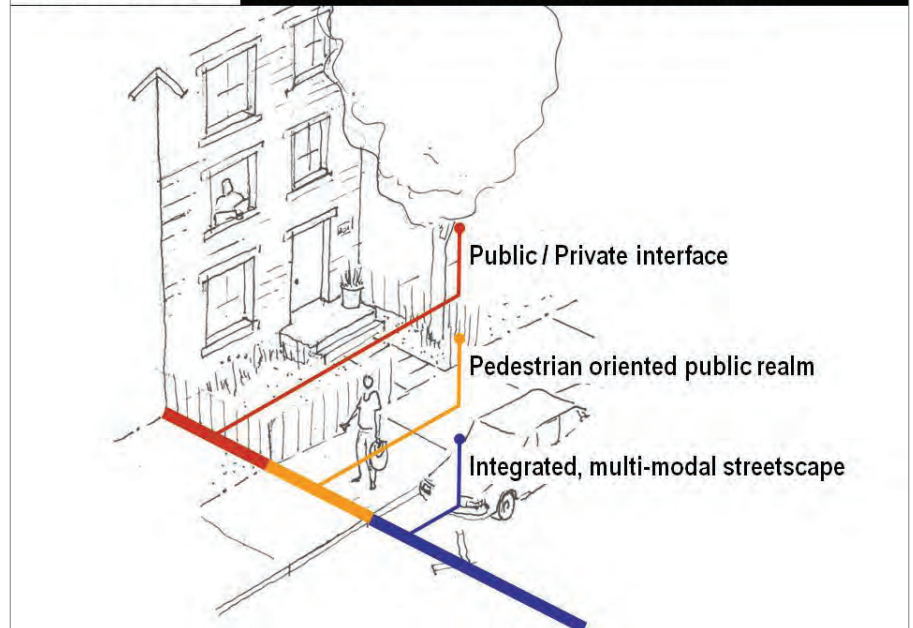 Public / Private interface
Pedestrian oriented public realm
Integrated, multi-modal streetscape